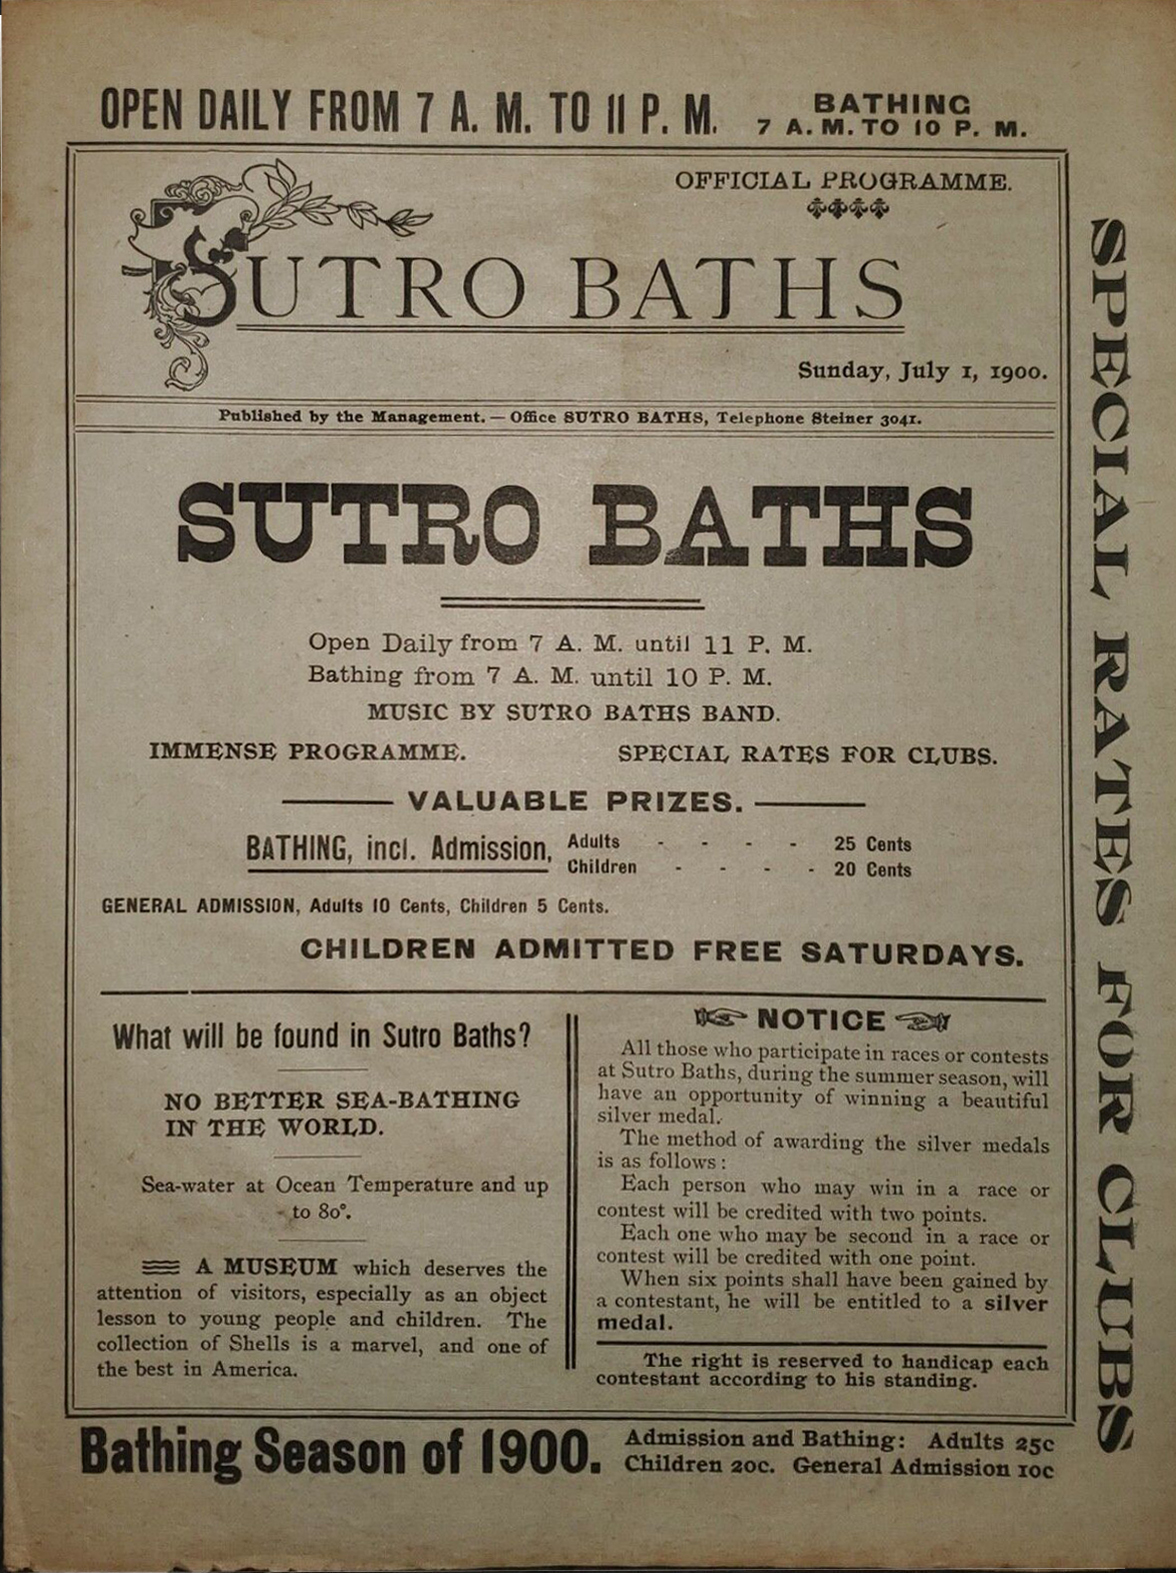 OPEN DAILY FROM 7 A. M. TO 11 P. M.
BATHING
7 A. M. TO 10 P. M.
OFFICIAL PROGRAMME.
SUTRO BATHS
Sunday, July 1, 1900.
Published by the Management. — Office SUTRO BATHS, Telephone Steiner 3041.
SUTRO BATHS
Open Daily from 7 A. M. until 11 P. M.
Bathing from 7 A. M. until 10 P. M.
MUSIC BY SUTRO BATHS BAND.
IMMENSE PROGRAMME. SPECIAL RATES FOR CLUBS.
VALUABLE PRIZES.
BATHING, incl. Admission, Adults - - - - 25 Cents
Children - - - - 20 Cents
GENERAL ADMISSION, Adults 10 Cents, Children 5 Cents.
CHILDREN ADMITTED FREE SATURDAYS.
What will be found in Sutro Baths?
NO BETTER SEA-BATHING
IN THE WORLD.
Sea-water at Ocean Temperature and up
to 80°.
A MUSEUM which deserves the
attention of visitors, especially as an object
lesson to young people and children. The
collection of Shells is a marvel, and one of
the best in America.
NOTICE
All those who participate in races or contests
at Sutro Baths, during the summer season, will
have an opportunity of winning a beautiful
silver medal.
The method of awarding the silver medals
is as follows:
Each person who may win in a race or
contest will be credited with two points.
Each one who may be second in a race or
contest will be credited with one point.
When six points shall have been gained by
a contestant, he will be entitled to a silver
medal.
The right is reserved to handicap each
contestant according to his standing.
Bathing Season of 1900.
Admission and Bathing: Adults 25c
Children 20c. General Admission 10c
SPECIAL RATES FOR CLUBS